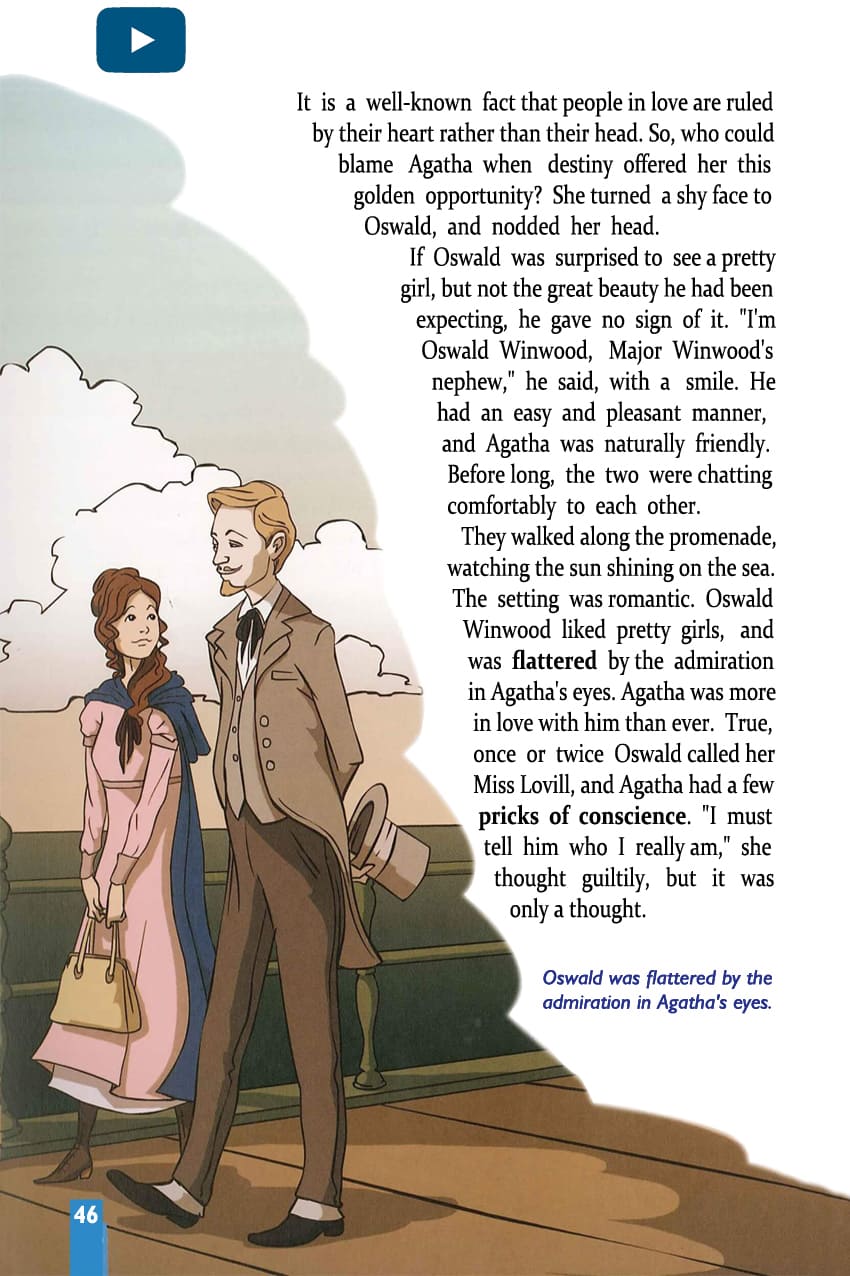 It is a well-known fact that people in love are ruled
by their heart rather than their head. So, who could
blame Agatha when destiny offered her this
golden opportunity? She turned a shy face to
Oswald, and nodded her head.
If Oswald was surprised to see a pretty
girl, but not the great beauty he had been
expecting, he gave no sign of it. "I'm
Oswald Winwood, Major Winwood's
nephew," he said, with a smile. He
had an easy and pleasant manner,
and Agatha was naturally friendly.
Before long, the two were chatting
comfortably to each other.
They walked along the promenade,
watching the sun shining on the sea.
The setting was romantic. Oswald
Winwood liked pretty girls, and
was flattered by the admiration
in Agatha's eyes. Agatha was more
in love with him than ever. True,
once or twice Oswald called her
Miss Lovill, and Agatha had a few
pricks of conscience. "I must
tell him who I really am," she
thought guiltily, but it was
only a thought.
Oswald was flattered by the
admiration in Agatha's eyes.
46